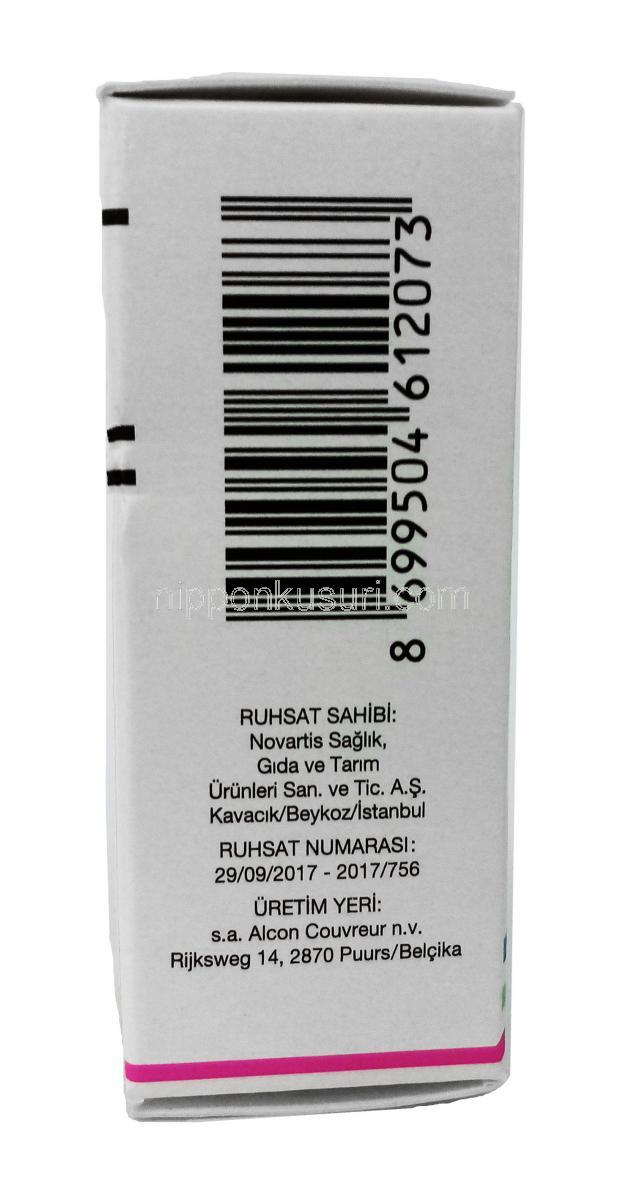 8 699504 612073
nipponkusuri.com
RUHSAT SAHİBİ:
Novartis Sağlık,
Gıda ve Tarım
Ürünleri San. ve Tic. A.Ş.
Kavacık/Beykoz/İstanbul
RUHSAT NUMARASI:
29/09/2017 - 2017/756
ÜRETİM YERİ:
s.a. Alcon Couvreur n.v.
Rijksweg 14, 2870 Puurs/Belçika